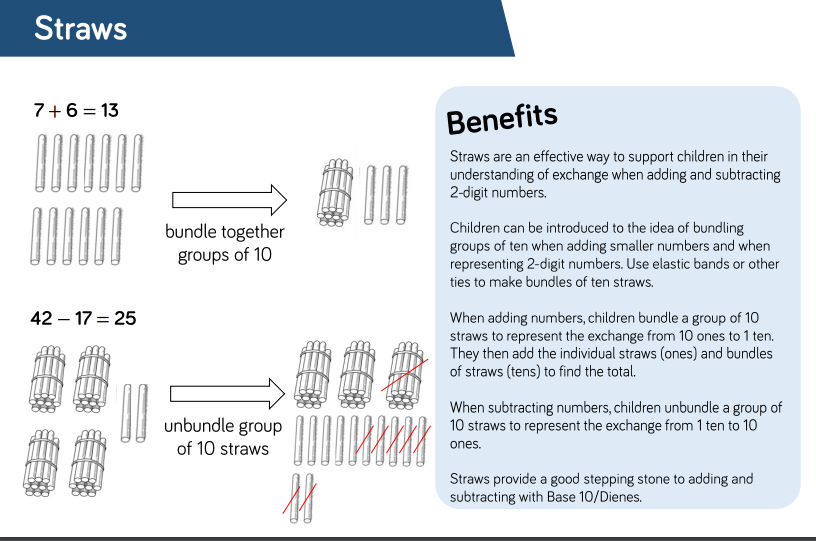 Straws
7 + 6 = 13
bundle together
groups of 10
42 − 17 = 25
unbundle group
of 10 straws
Benefits
Straws are an effective way to support children in their
understanding of exchange when adding and subtracting
2-digit numbers.
Children can be introduced to the idea of bundling
groups of ten when adding smaller numbers and when
representing 2-digit numbers. Use elastic bands or other
ties to make bundles of ten straws.
When adding numbers, children bundle a group of 10
straws to represent the exchange from 10 ones to 1 ten.
They then add the individual straws (ones) and bundles
of straws (tens) to find the total.
When subtracting numbers, children unbundle a group of
10 straws to represent the exchange from 1 ten to 10
ones.
Straws provide a good stepping stone to adding and
subtracting with Base 10/Dienes.